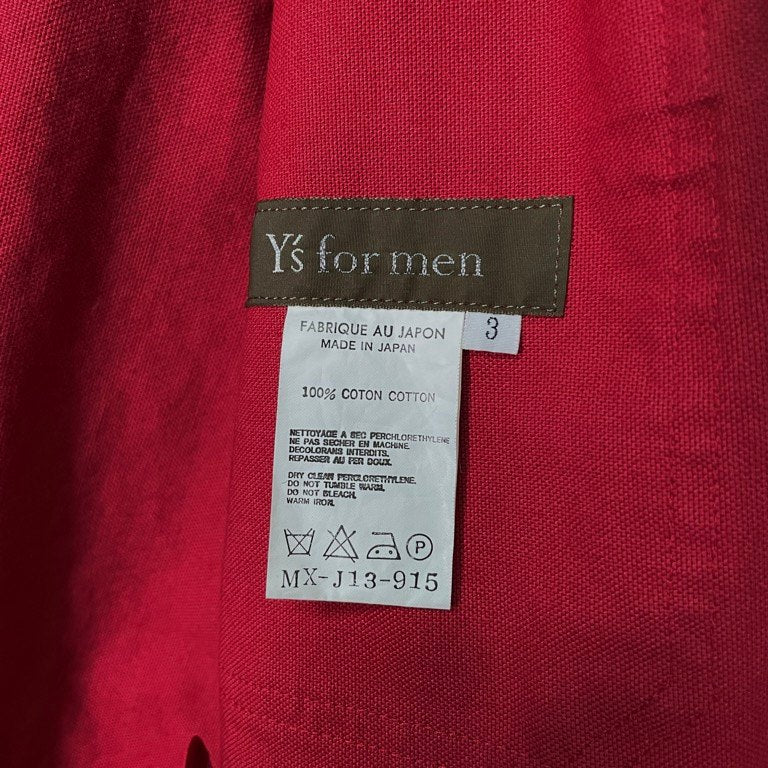 Y's for men
3
FABRIQUE AU JAPON
MADE IN JAPAN
100% COTON COTTON
NETTOYAGE A SEC PERCHLORETHYLENE
NE PAS SECHER EN MACHINE.
DECOLORANS INTERDITS.
REPASSER AU FER DOUX.
DRY CLEAN PERCLORETHYLENE.
DO NOT TUMBLE WARM.
DO NOT BLEACH.
WARM IRON.
P
MX-J13-915